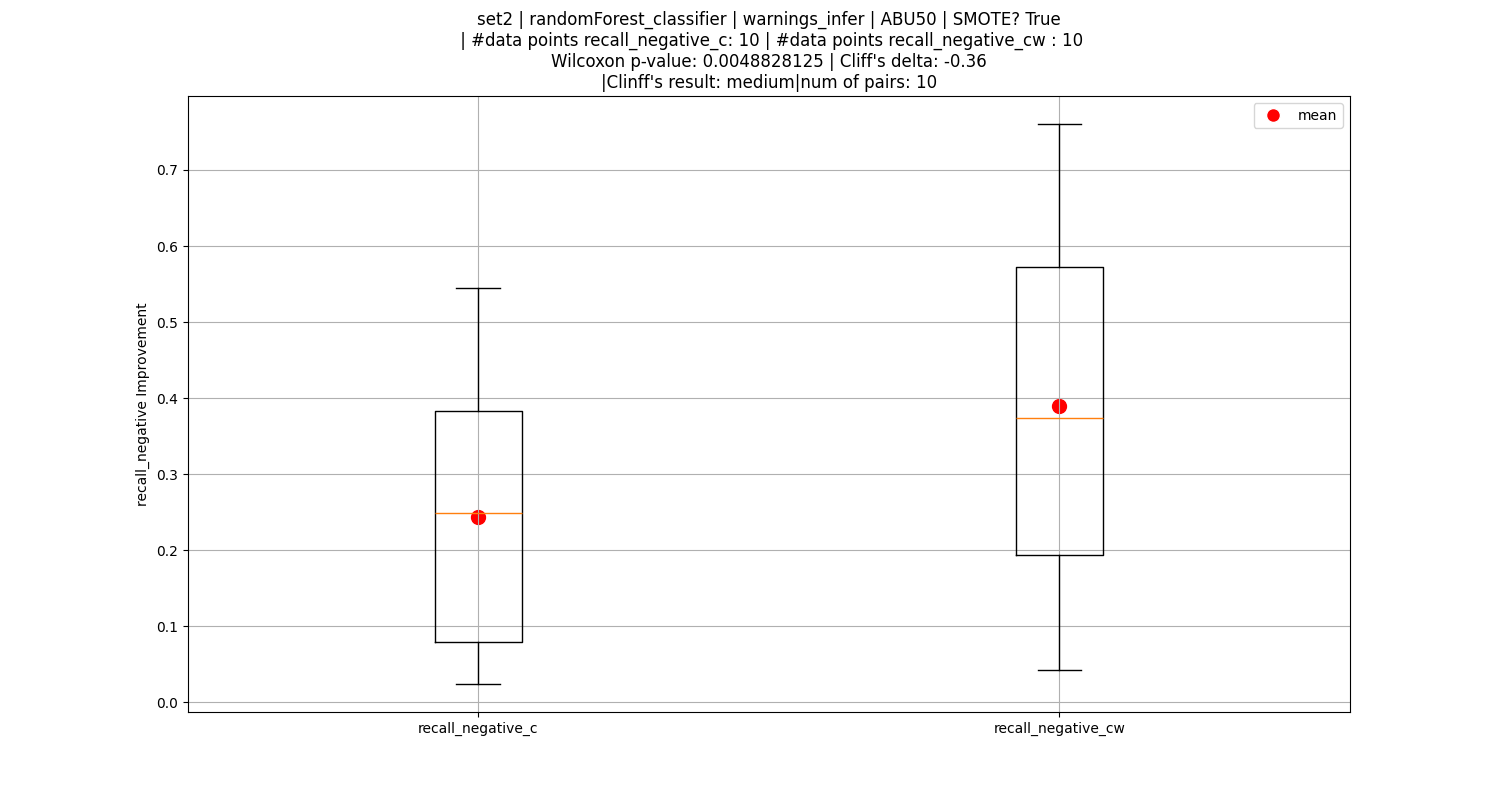 set2 | randomForest_classifier | warnings_infer | ABU50 | SMOTE? True
| #data points recall_negative_c: 10 | #data points recall_negative_cw : 10
Wilcoxon p-value: 0.0048828125 | Cliff's delta: -0.36
|Clinff's result: medium|num of pairs: 10
mean
0.7
0.6
0.5
0.4
0.3
0.2
0.1
0.0
recall_negative Improvement
recall_negative_c
recall_negative_cw